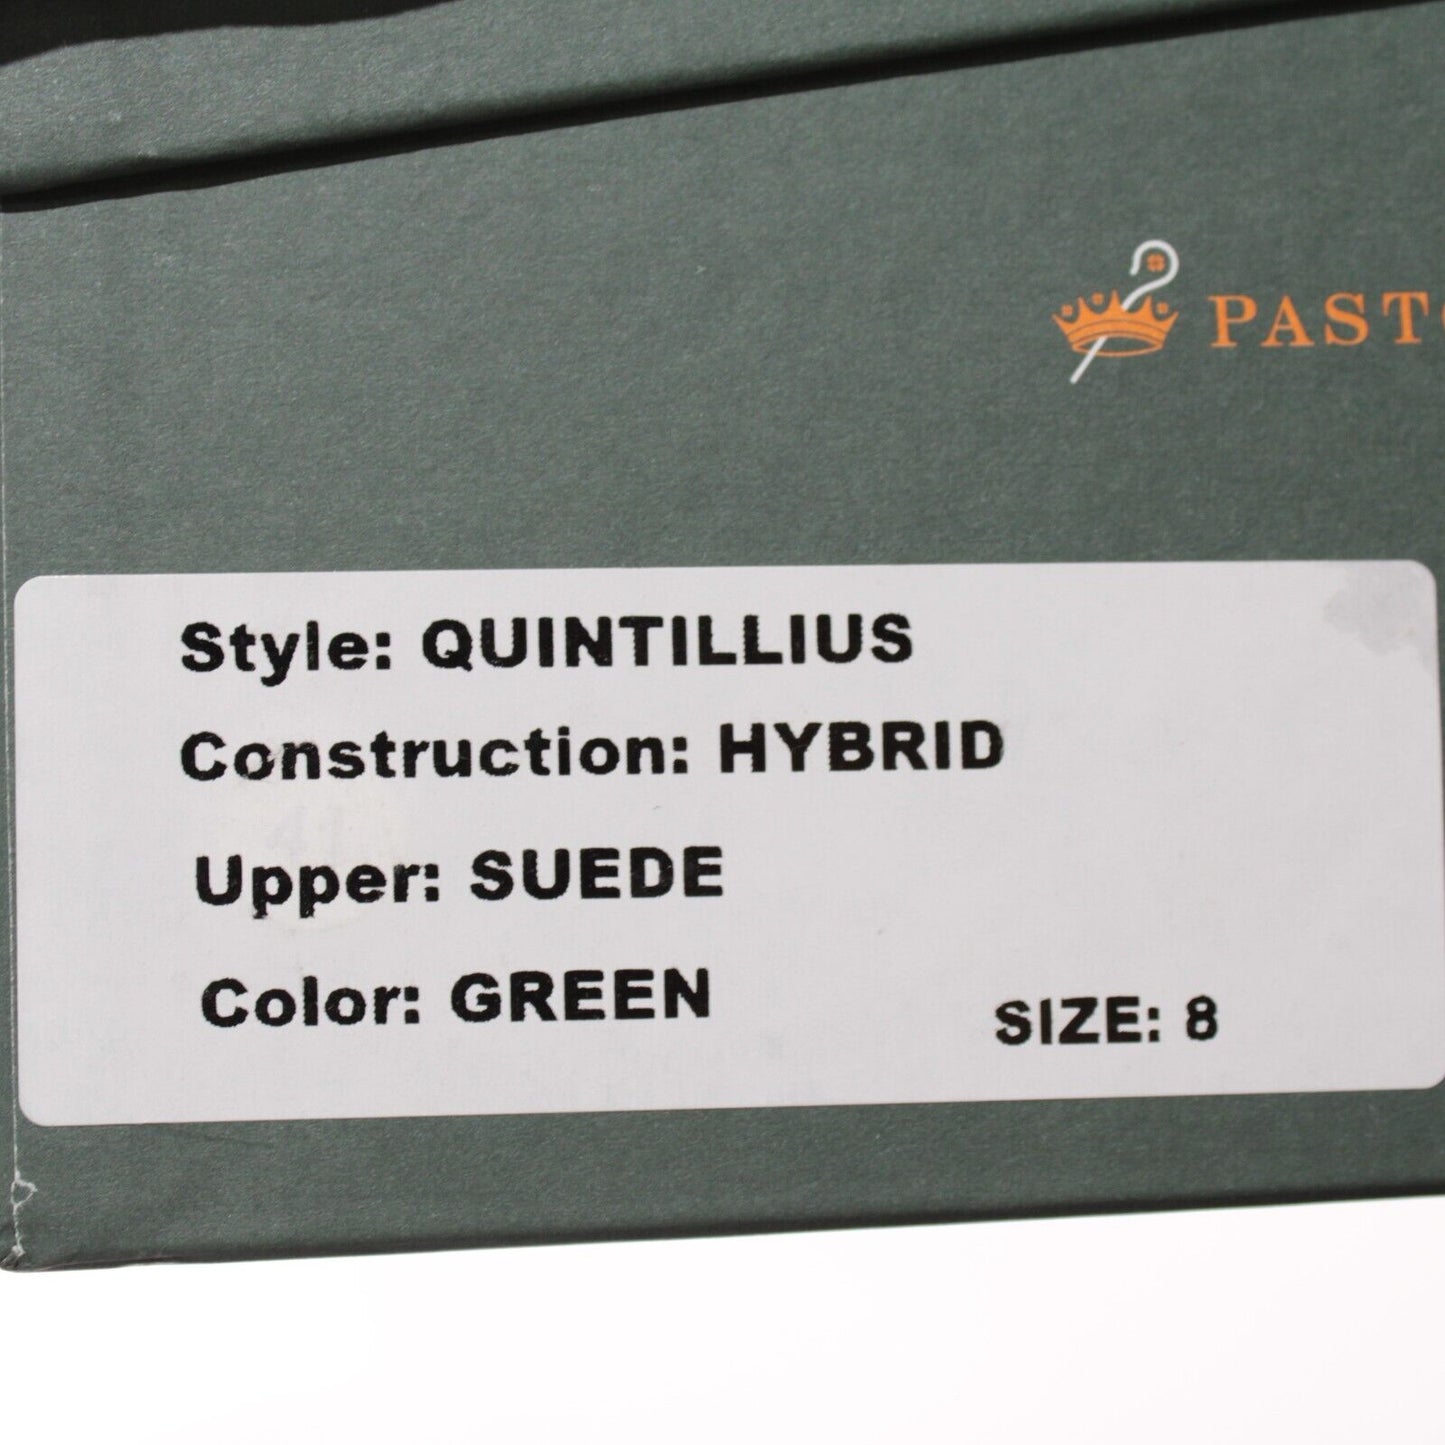 PAST
Style: QUINTILLIUS
Construction: HYBRID
Upper: SUEDE
Color: GREEN
SIZE: 8